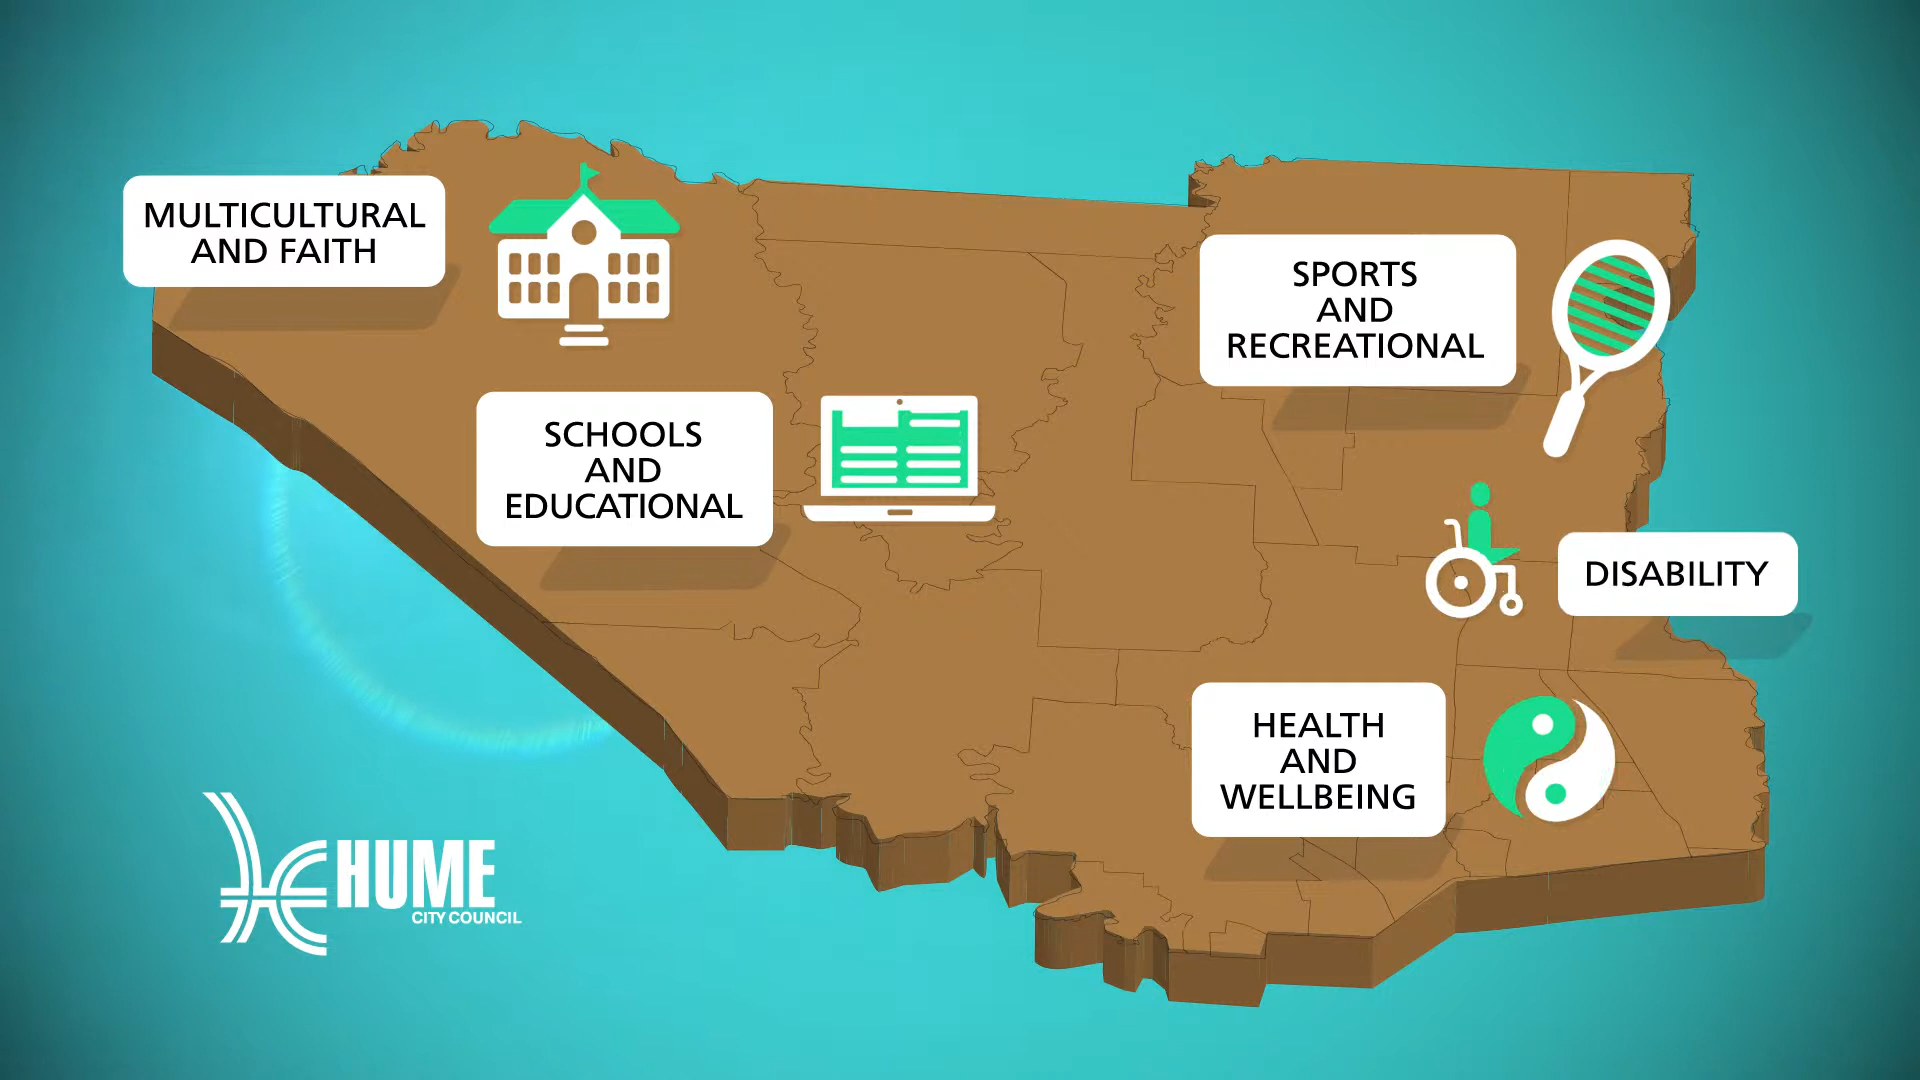 MULTICULTURAL
AND FAITH
SPORTS
AND
RECREATIONAL
SCHOOLS
AND
EDUCATIONAL
DISABILITY
HEALTH
AND
WELLBEING
HUME
CITY COUNCIL